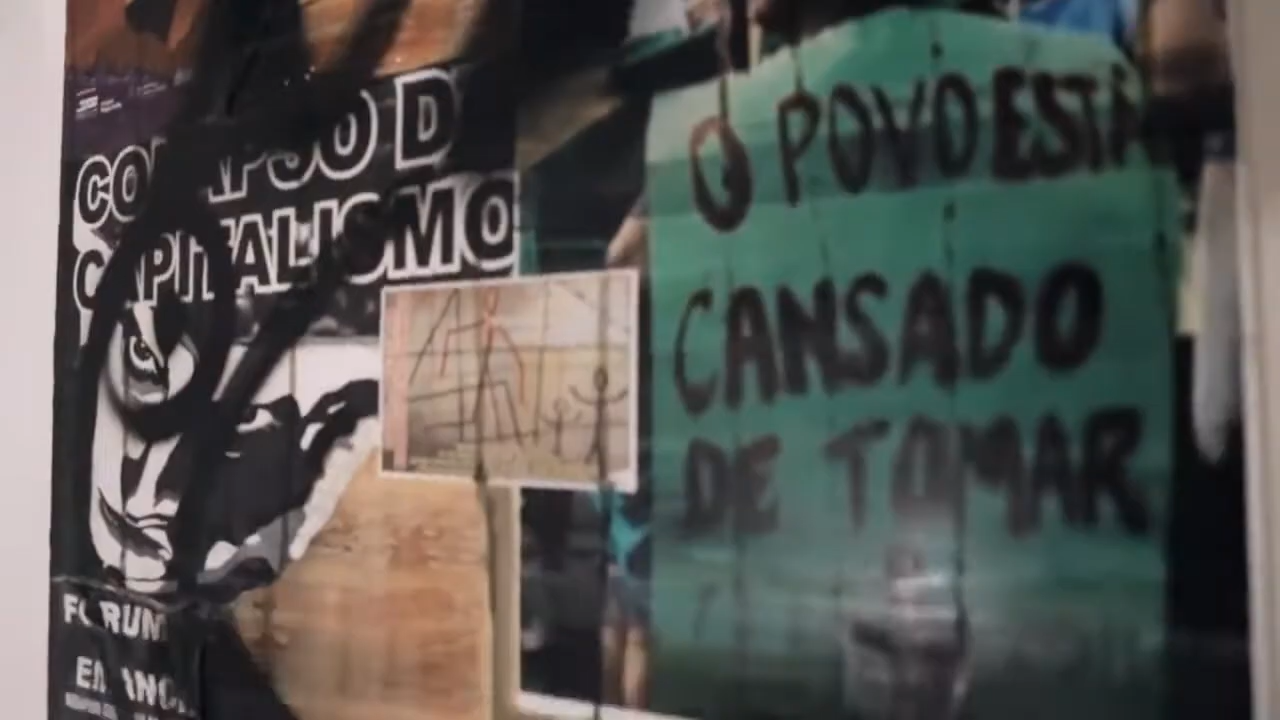 COLAPSO D
CAPITALISMO
FORUM
O POVO ESTÁ
CANSADO
DE TOMAR